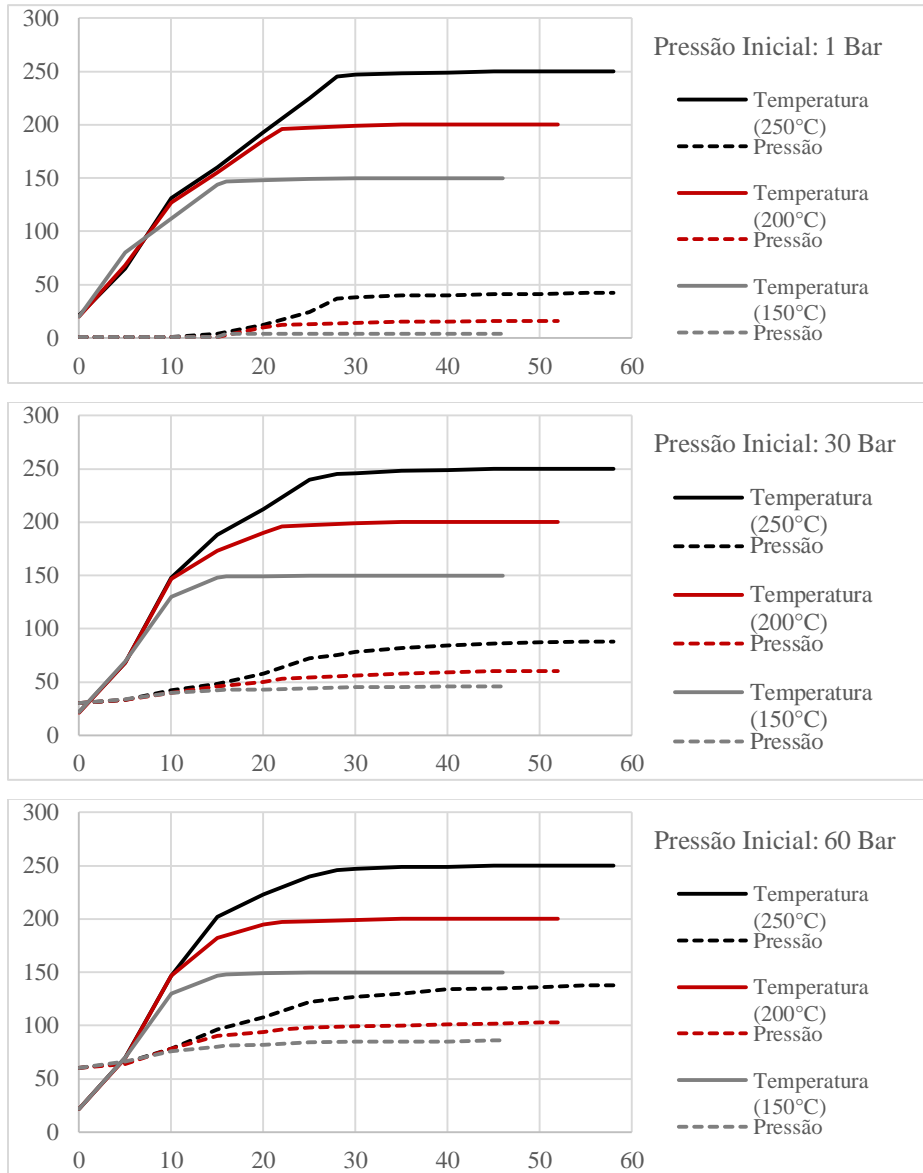 300
250
200
150
100
50
0
0 10 20 30 40 50 60
Pressão Inicial: 1 Bar
Temperatura
(250°C)
Pressão
Temperatura
(200°C)
Pressão
Temperatura
(150°C)
Pressão
300
250
200
150
100
50
0
0 10 20 30 40 50 60
Pressão Inicial: 30 Bar
Temperatura
(250°C)
Pressão
Temperatura
(200°C)
Pressão
Temperatura
(150°C)
Pressão
300
250
200
150
100
50
0
0 10 20 30 40 50 60
Pressão Inicial: 60 Bar
Temperatura
(250°C)
Pressão
Temperatura
(200°C)
Pressão
Temperatura
(150°C)
Pressão